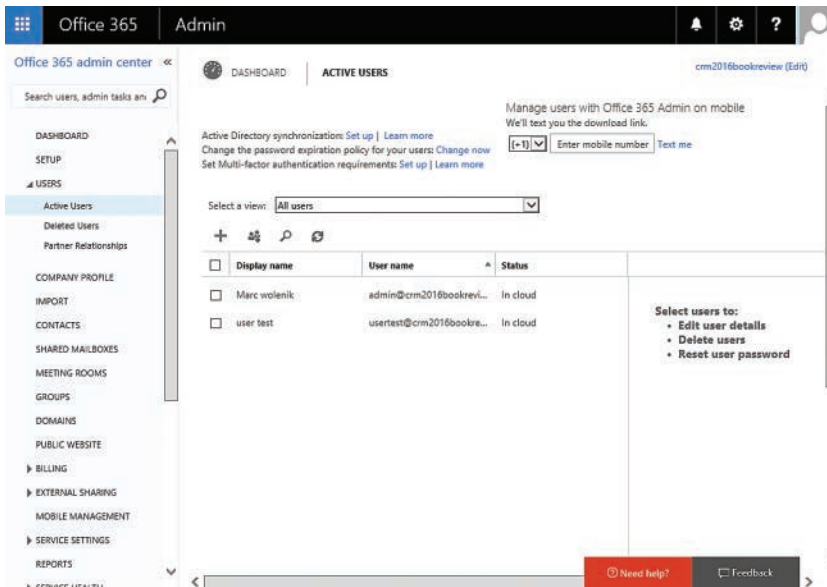 Office 365 Admin ?
Office 365 admin center «
Search users, admin tasks an
DASHBOARD
SETUP
USERS
Active Users
Deleted Users
Partner Relationships
COMPANY PROFILE
IMPORT
CONTACTS
SHARED MAILBOXES
MEETING ROOMS
GROUPS
DOMAINS
PUBLIC WEBSITE
BILLING
EXTERNAL SHARING
MOBILE MANAGEMENT
SERVICE SETTINGS
REPORTS
SERVICE HEALTH
DASHBOARD ACTIVE USERS
crm2016bookreview (Edit)
Manage users with Office 365 Admin on mobile
We'll text you the download link.
(+1) Enter mobile number Text me
Active Directory synchronization: Set up | Learn more
Change the password expiration policy for your users: Change now
Set Multi-factor authentication requirements: Set up | Learn more
Select a view: All users
Display name User name Status
Marc wolenik admin@crm2016bookrevi... In cloud
user test usertest@crm2016bookre... In cloud
Select users to:
• Edit user details
• Delete users
• Reset user password
Need help? Feedback